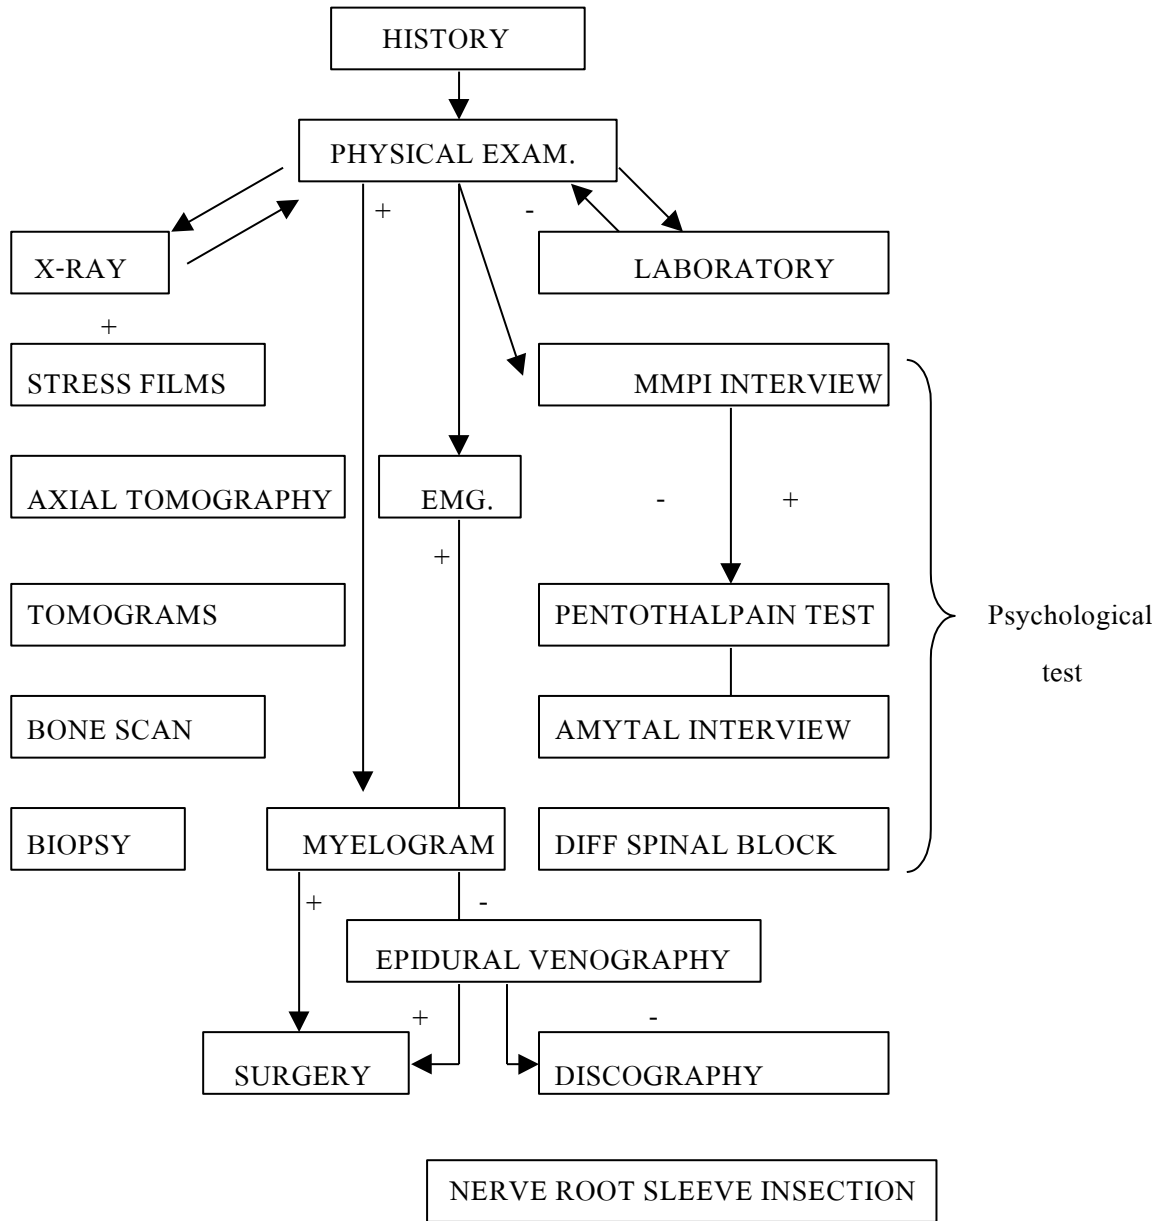 HISTORY
PHYSICAL EXAM.
+
-
X-RAY
LABORATORY
+
STRESS FILMS
MMPI INTERVIEW
AXIAL TOMOGRAPHY
EMG.
-
+
+
TOMOGRAMS
PENTOTHALPAIN TEST
Psychological
test
BONE SCAN
AMYTAL INTERVIEW
BIOPSY
MYELOGRAM
DIFF SPINAL BLOCK
+
-
EPIDURAL VENOGRAPHY
+
-
SURGERY
DISCOGRAPHY
NERVE ROOT SLEEVE INSECTION